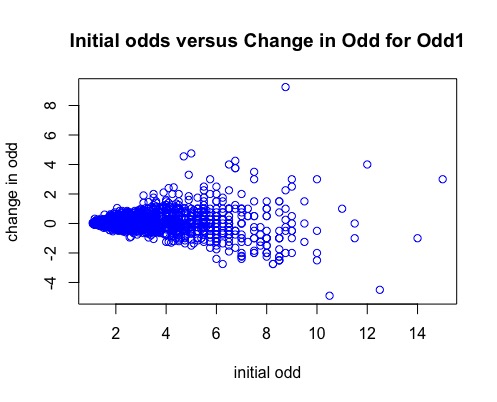 Initial odds versus Change in Odd for Odd1
change in odd
8
6
4
2
0
-2
-4
2 4 6 8 10 12 14
initial odd